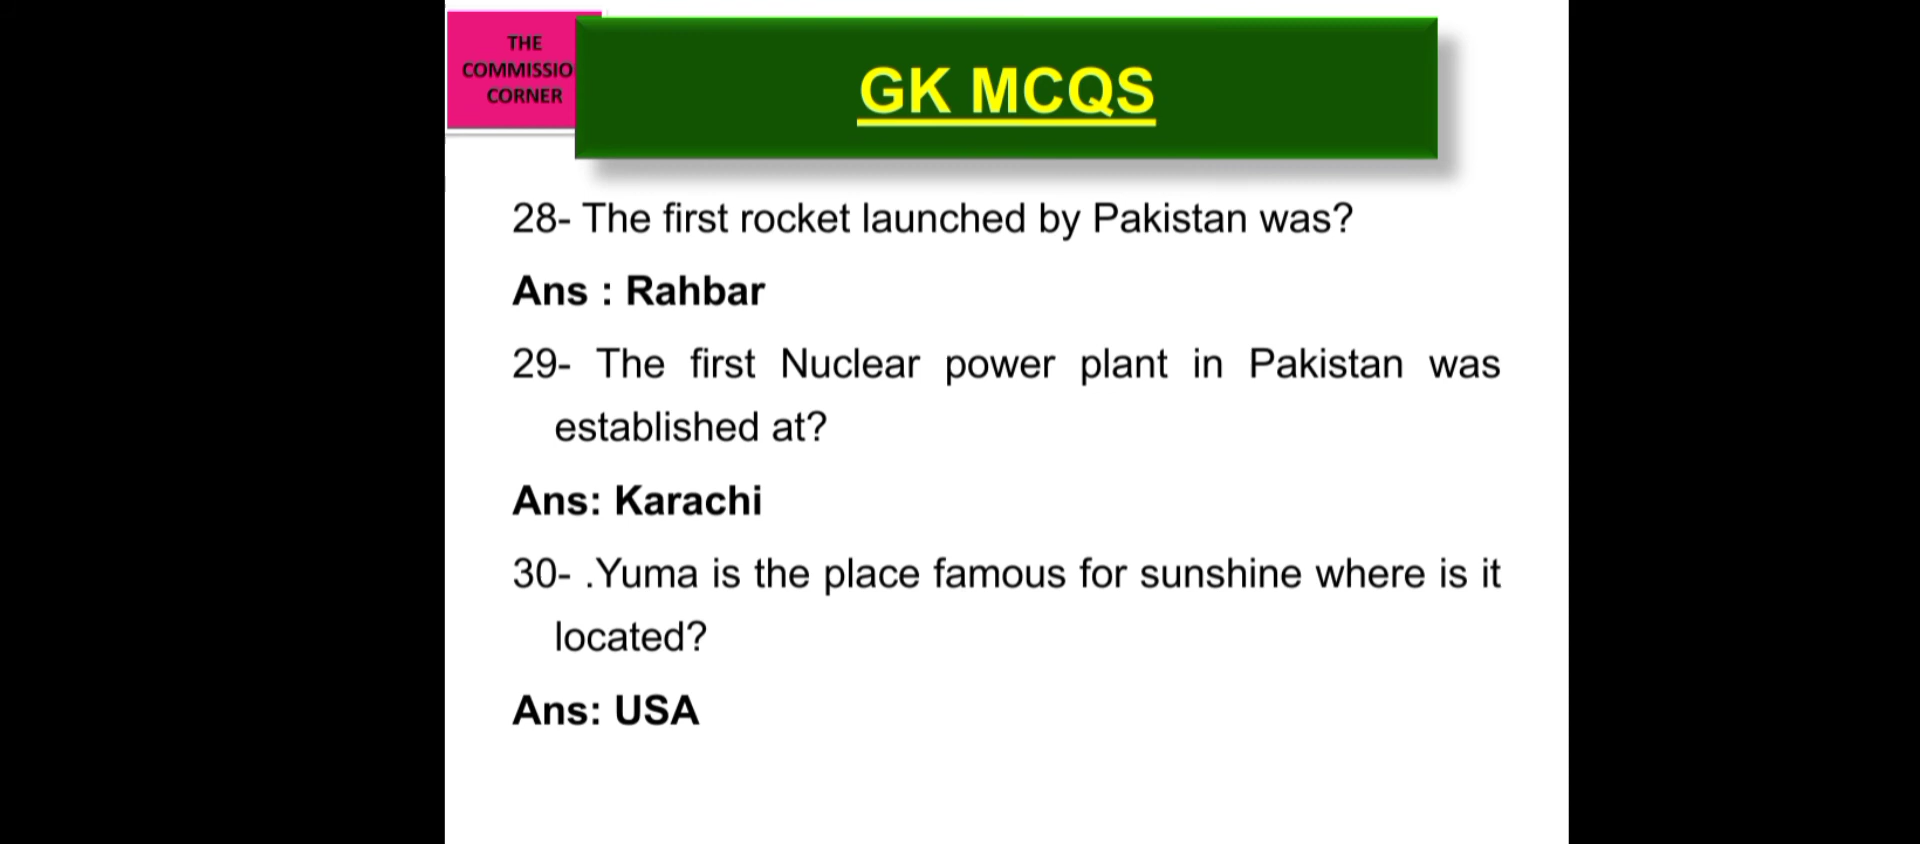 THE
COMMISSIO
CORNER
GK MCQS
28- The first rocket launched by Pakistan was?
Ans : Rahbar
29- The first Nuclear power plant in Pakistan was
established at?
Ans: Karachi
30- .Yuma is the place famous for sunshine where is it
located?
Ans: USA